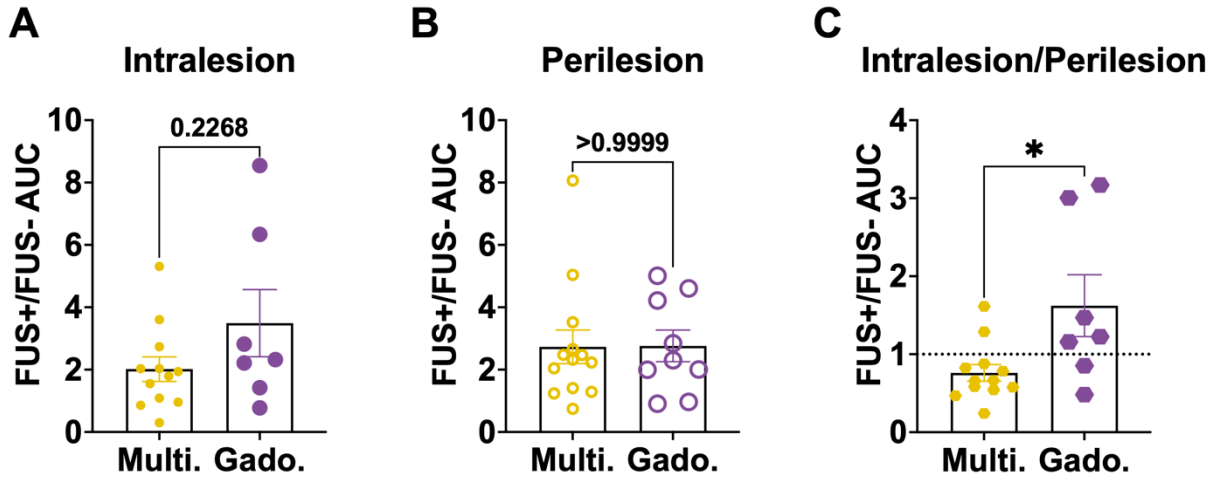 A
Intralesion
FUS+/FUS- AUC
10
8
6
4
2
0
0.2268
Multi. Gado.
B
Perilesion
FUS+/FUS- AUC
10
8
6
4
2
0
>0.9999
Multi. Gado.
C
Intralesion/Perilesion
FUS+/FUS- AUC
4
3
2
1
0
*
Multi. Gado.